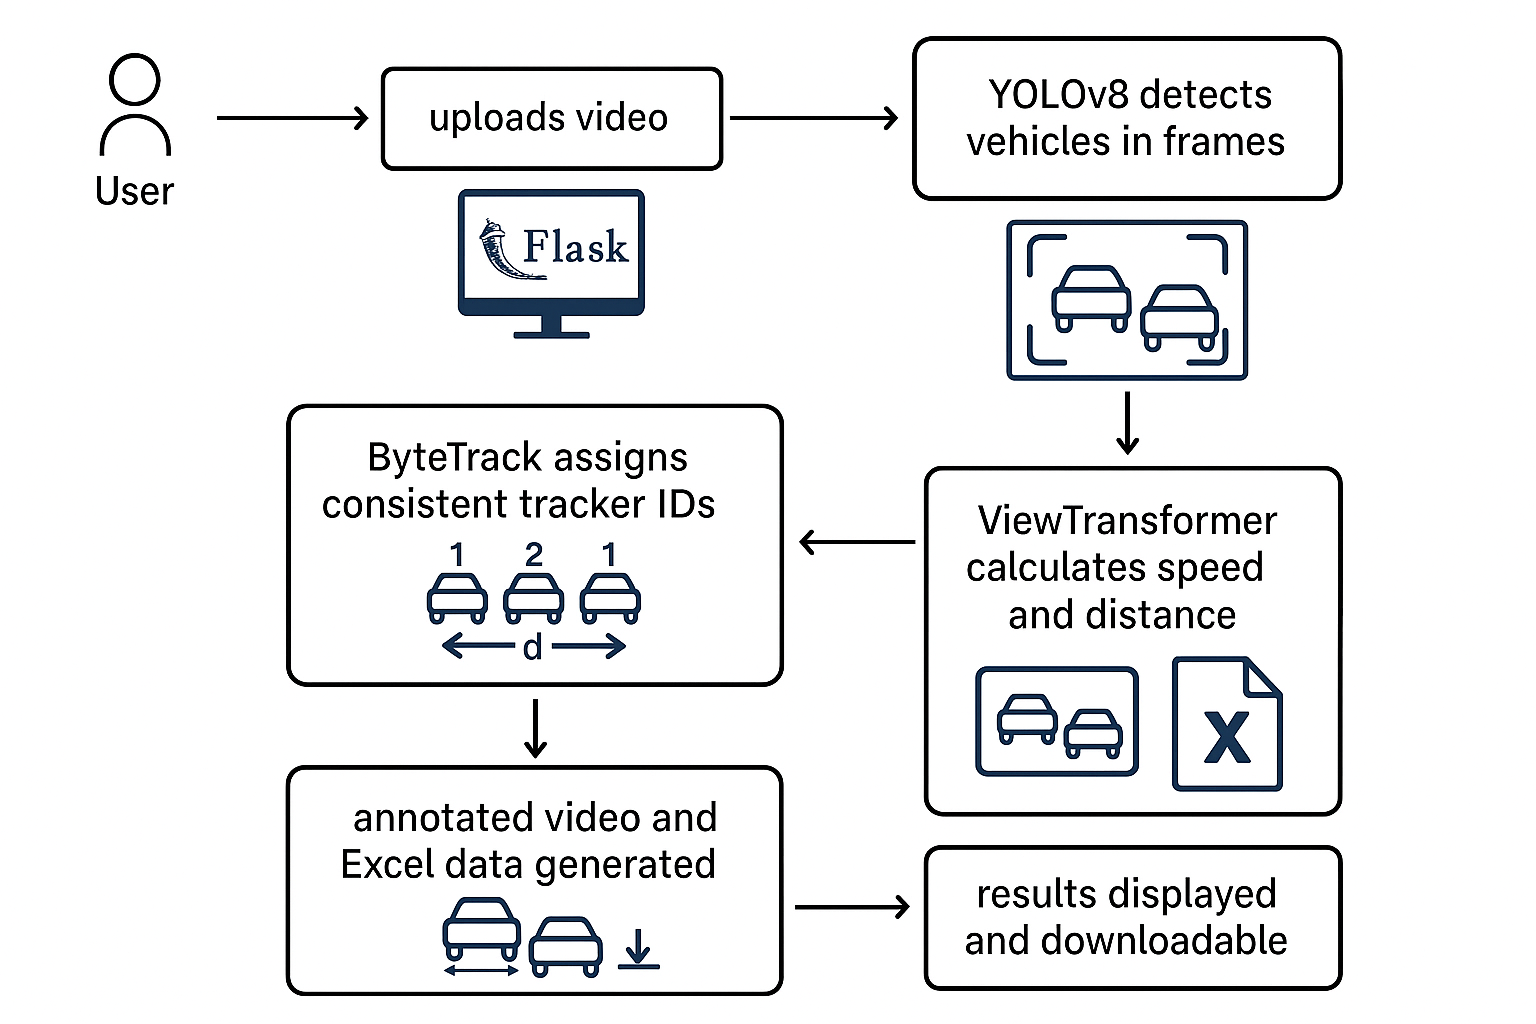 User
uploads video
Flask
YOLOv8 detects
vehicles in frames
ViewTransformer
calculates speed
and distance
X
ByteTrack assigns
consistent tracker IDs
1 2 1
d
annotated video and
Excel data generated
results displayed
and downloadable